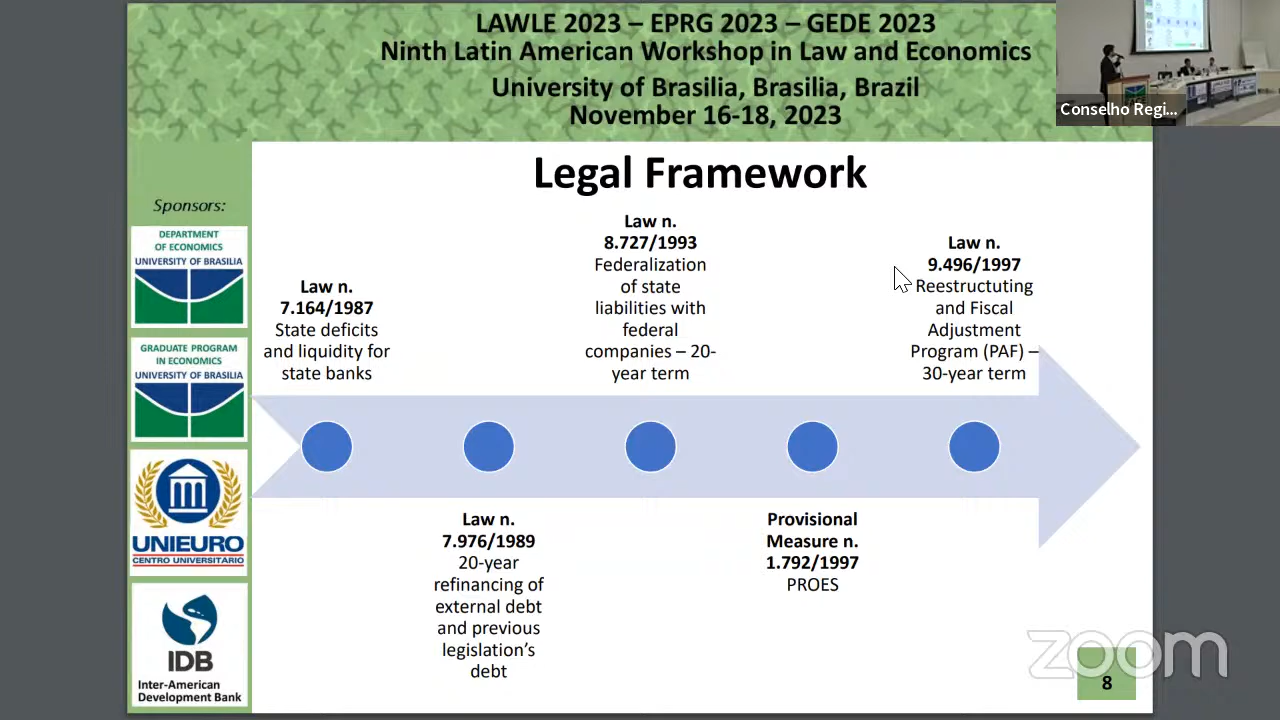 LAWLE 2023 – EPRG 2023 – GEDE 2023
Ninth Latin American Workshop in Law and Economics
University of Brasilia, Brasilia, Brazil
November 16-18, 2023
Conselho Regi...
Sponsors:
DEPARTMENT
OF ECONOMICS
UNIVERSITY OF BRASILIA
GRADUATE PROGRAM
IN ECONOMICS
UNIVERSITY OF BRASILIA
UNIEURO
CENTRO UNIVERSITARIO
IDB
Inter-American
Development Bank
Legal Framework
Law n.
7.164/1987
State deficits
and liquidity for
state banks
Law n.
7.976/1989
20-year
refinancing of
external debt
and previous
legislation's
debt
Law n.
8.727/1993
Federalization
of state
liabilities with
federal
companies – 20-
year term
Provisional
Measure n.
1.792/1997
PROES
Law n.
9.496/1997
Reestructuting
and Fiscal
Adjustment
Program (PAF) –
30-year term
zoom
8